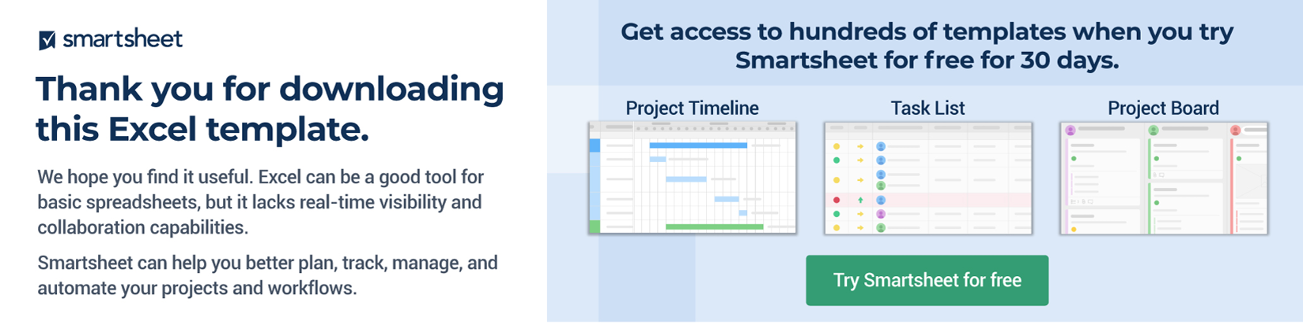 smartsheet
Thank you for downloading
this Excel template.
We hope you find it useful. Excel can be a good tool for
basic spreadsheets, but it lacks real-time visibility and
collaboration capabilities.
Smartsheet can help you better plan, track, manage, and
automate your projects and workflows.
Get access to hundreds of templates when you try
Smartsheet for free for 30 days.
Project Timeline
Task List
Project Board
Try Smartsheet for free